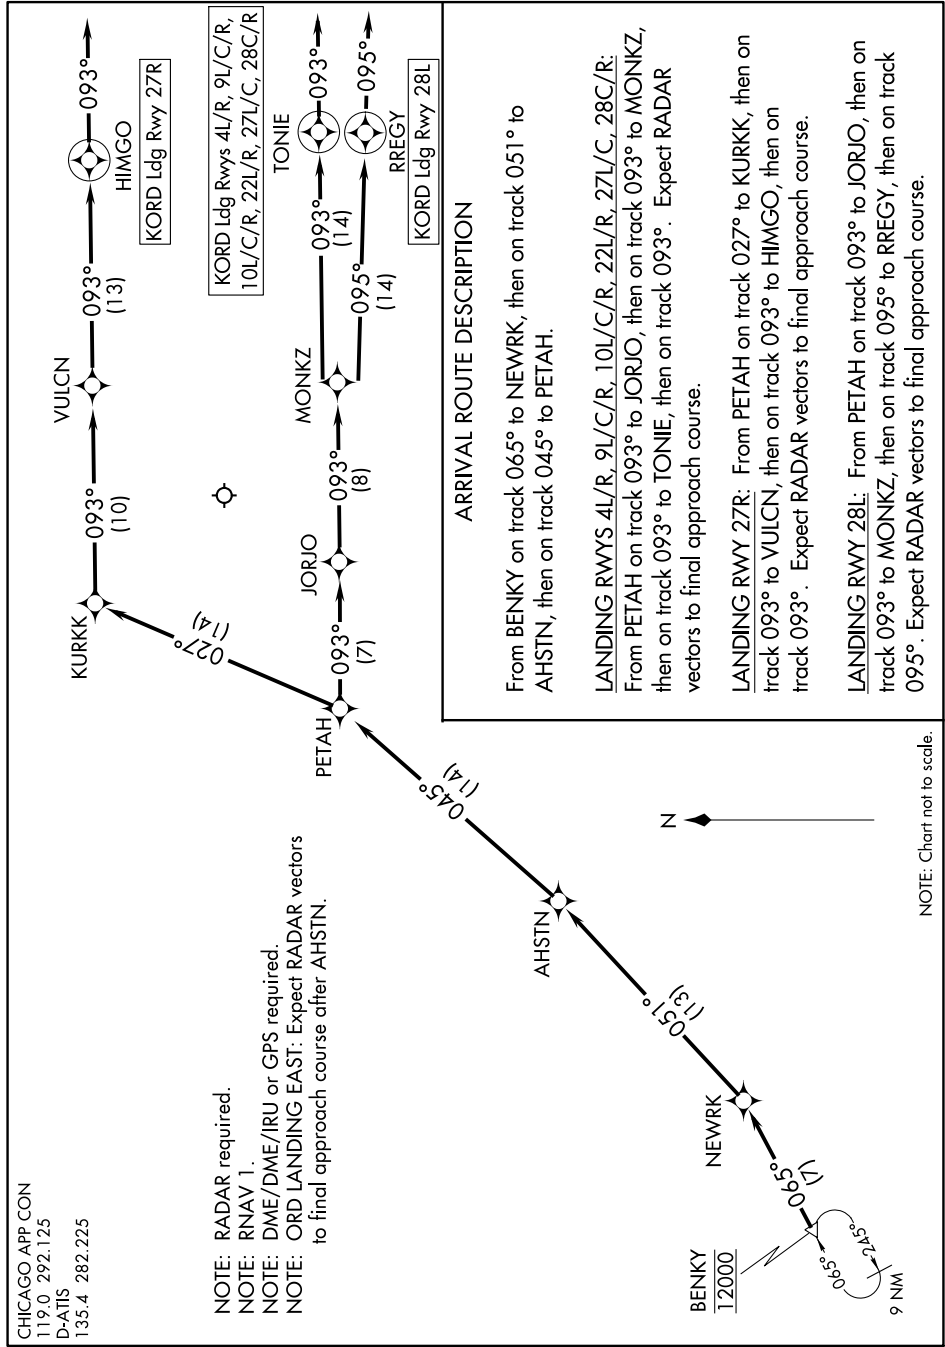 CHICAGO APP CON
119.0 292.125
D-ATIS
135.4 282.225
NOTE: RADAR required.
NOTE: RNAV 1.
NOTE: DME/DME/IRU or GPS required.
NOTE: ORD LANDING EAST: Expect RADAR vectors
to final approach course after AHSTN.
BENKY
12000
065°
245°
9 NM
065°
(7)
NEWRK
051°
(13)
AHSTN
045°
(14)
PETAH
027°
(14)
KURKK
093°
(10)
VULCN
093°
(13)
HIMGO
093°
KORD Ldg Rwy 27R
093°
(7)
JORJO
093°
(8)
MONKZ
093°
(14)
TONIE
093°
KORD Ldg Rwys 4L/R, 9L/C/R,
10L/C/R, 22L/R, 27L/C, 28C/R
095°
(14)
RREGY
095°
KORD Ldg Rwy 28L
N
NOTE: Chart not to scale.
ARRIVAL ROUTE DESCRIPTION
From BENKY on track 065° to NEWRK, then on track 051° to
AHSTN, then on track 045° to PETAH.
LANDING RWYS 4L/R, 9L/C/R, 10L/C/R, 22L/R, 27L/C, 28C/R:
From PETAH on track 093° to JORJO, then on track 093° to MONKZ,
then on track 093° to TONIE, then on track 093°. Expect RADAR
vectors to final approach course.
LANDING RWY 27R: From PETAH on track 027° to KURKK, then on
track 093° to VULCN, then on track 093° to HIMGO, then on
track 093°. Expect RADAR vectors to final approach course.
LANDING RWY 28L: From PETAH on track 093° to JORJO, then on
track 093° to MONKZ, then on track 095° to RREGY, then on track
095°. Expect RADAR vectors to final approach course.